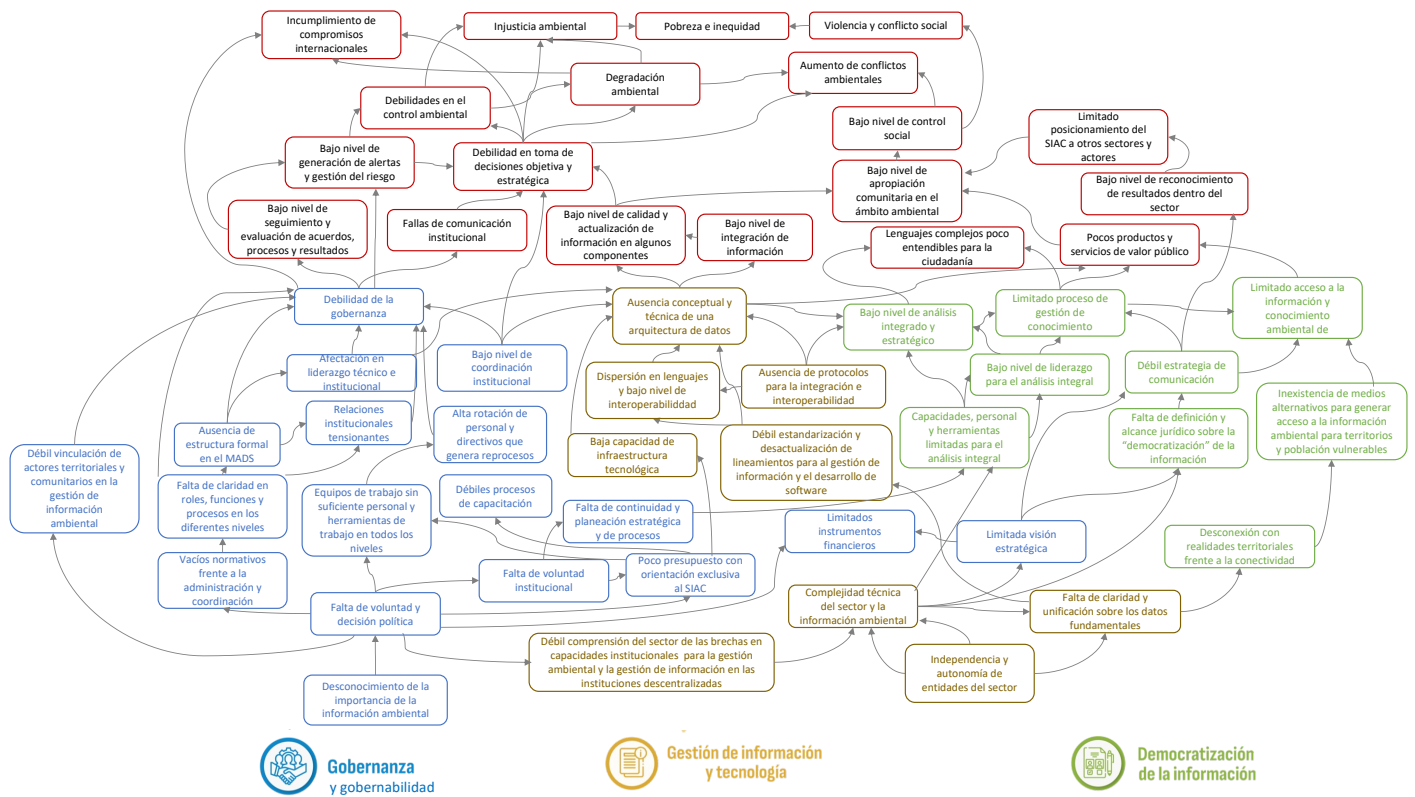 Incumplimiento de
compromisos
internacionales
Injusticia ambiental
Pobreza e inequidad
Violencia y conflicto social
Degradación
ambiental
Aumento de conflictos
ambientales
Debilidades en el
control ambiental
Bajo nivel de control
social
Limitado
posicionamiento del
SIAC a otros sectores y
actores
Bajo nivel de
generación de alertas
y gestión del riesgo
Debilidad en toma de
decisiones objetiva y
estratégica
Bajo nivel de
apropiación
comunitaria en el
ámbito ambiental
Bajo nivel de reconocimiento
de resultados dentro del
sector
Bajo nivel de
seguimiento y
evaluación de acuerdos,
procesos y resultados
Fallas de comunicación
institucional
Bajo nivel de calidad y
actualización de
información en algunos
componentes
Bajo nivel de
integración de
información
Lenguajes complejos poco
entendibles para la
ciudadanía
Pocos productos y
servicios de valor público
Debilidad de la
gobernanza
Ausencia conceptual y
técnica de una
arquitectura de datos
Bajo nivel de análisis
integrado y
estratégico
Limitado proceso de
gestión de
conocimiento
Limitado acceso a la
información y
conocimiento
ambiental de
Afectación en
liderazgo técnico e
institucional
Bajo nivel de
coordinación
institucional
Dispersión en lenguajes
y bajo nivel de
interoperabiliddad
Ausencia de protocolos
para la integración e
interoperabilidad
Bajo nivel de liderazgo
para el análisis integral
Débil estrategia de
comunicación
Inexistencia de medios
alternativos para generar
acceso a la información
ambiental para territorios
y población vulnerables
Relaciones
institucionales
tensionantes
Alta rotación de
personal y
directivos que
genera reprocesos
Ausencia de
estructura formal
en el MADS
Baja capacidad de
infraestructura
tecnológica
Débil estandarización y
desactualización de
lineamientos para al gestión de
información y el desarrollo de
software
Capacidades, personal
y herramientas
limitadas para el
análisis integral
Falta de definición y
alcance jurídico sobre la
“democratización” de la
información
Débil vinculación de
actores territoriales y
comunitarios en la
gestión de
información
ambiental
Falta de claridad en
roles, funciones y
procesos en los
diferentes niveles
Equipos de trabajo sin
suficiente personal y
herramientas de
trabajo en todos los
niveles
Débiles procesos
de capacitación
Falta de continuidad y
planeación estratégica
y de procesos
Limitados
instrumentos
financieros
Limitada visión
estratégica
Desconexión con
realidades territoriales
frente a la conectividad
Vacíos normativos
frente a la
administración y
coordinación
Falta de voluntad
institucional
Poco presupuesto con
orientación exclusiva
al SIAC
Complejidad técnica
del sector y la
información ambiental
Falta de claridad y
unificación sobre los datos
fundamentales
Falta de voluntad y
decisión política
Débil comprensión del sector de las brechas en
capacidades institucionales para la gestión
ambiental y la gestión de información en las
instituciones descentralizadas
Independencia y
autonomía de
entidades del sector
Desconocimiento de la
importancia de la
información ambiental
Gobernanza
y gobernabilidad
Gestión de información
y tecnología
Democratización
de la información